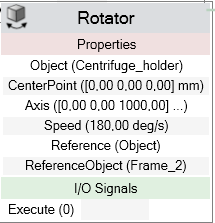 Rotator
Properties
Object (Centrifuge_holder)
CenterPoint ([0,00 0,00 0,00] mm)
Axis ([0,00 0,00 1000,00] ...)
Speed (180,00 deg/s)
Reference (Object)
ReferenceObject (Frame_2)
I/O Signals
Execute (0)